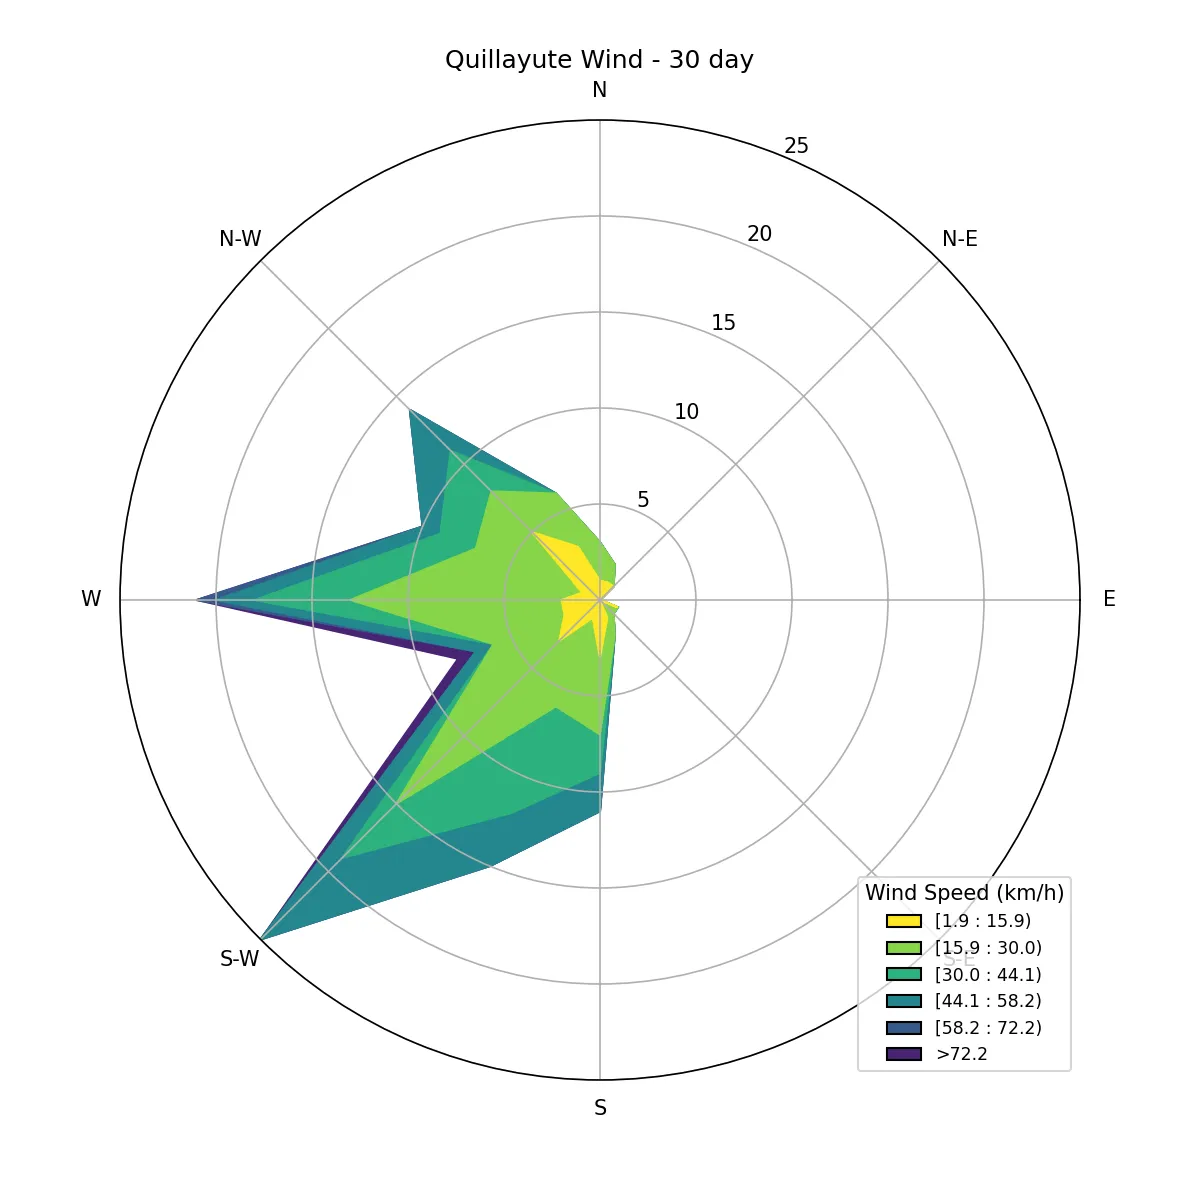 Quillayute Wind - 30 day
N
25
N-W
N-E
20
15
10
5
W
E
Wind Speed (km/h)
[1.9 : 15.9)
[15.9 : 30.0)
S-W
S-E
[30.0 : 44.1)
[44.1 : 58.2)
[58.2 : 72.2)
>72.2
S